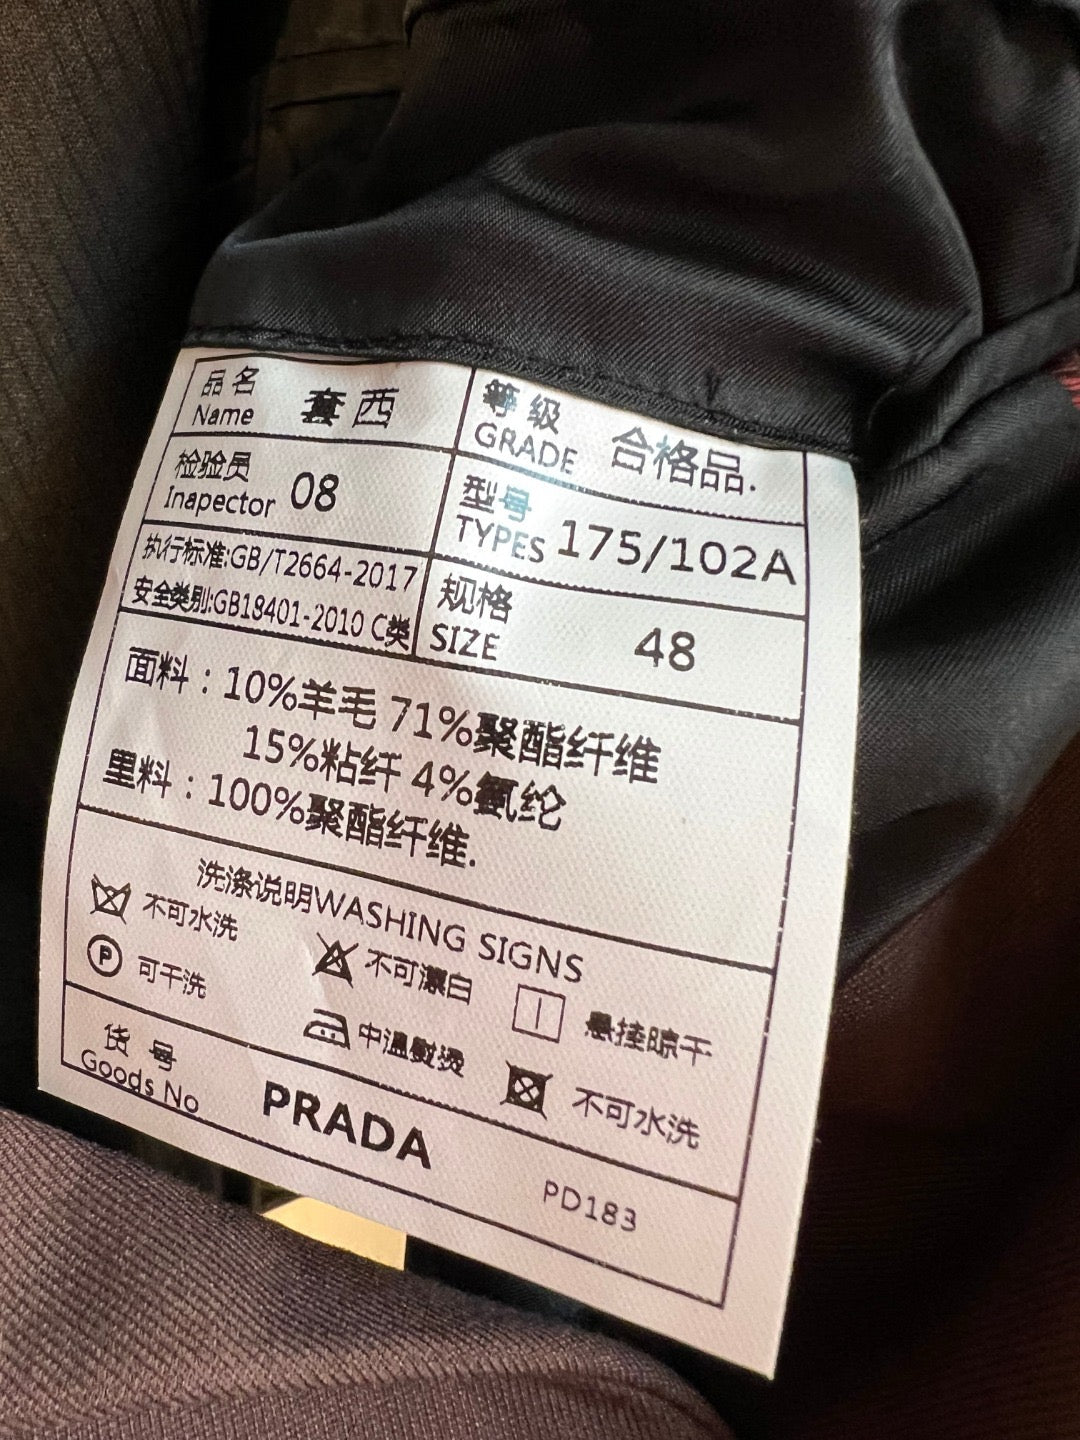 品名 套西
Name
等级 合格品.
GRADE
检验员 08
Inapector
型号 175/102A
TYPES
执行标准:GB/T2664-2017
安全类别:GB18401-2010 C类
规格 48
SIZE
面料：10%羊毛 71%聚酯纤维
15%粘纤 4%氨纶
里料：100%聚酯纤维.
洗涤说明WASHING SIGNS
不可水洗
不可漂白
悬挂晾干
P 可干洗
中温熨烫
不可水洗
货号 PRADA
Goods No
PD183